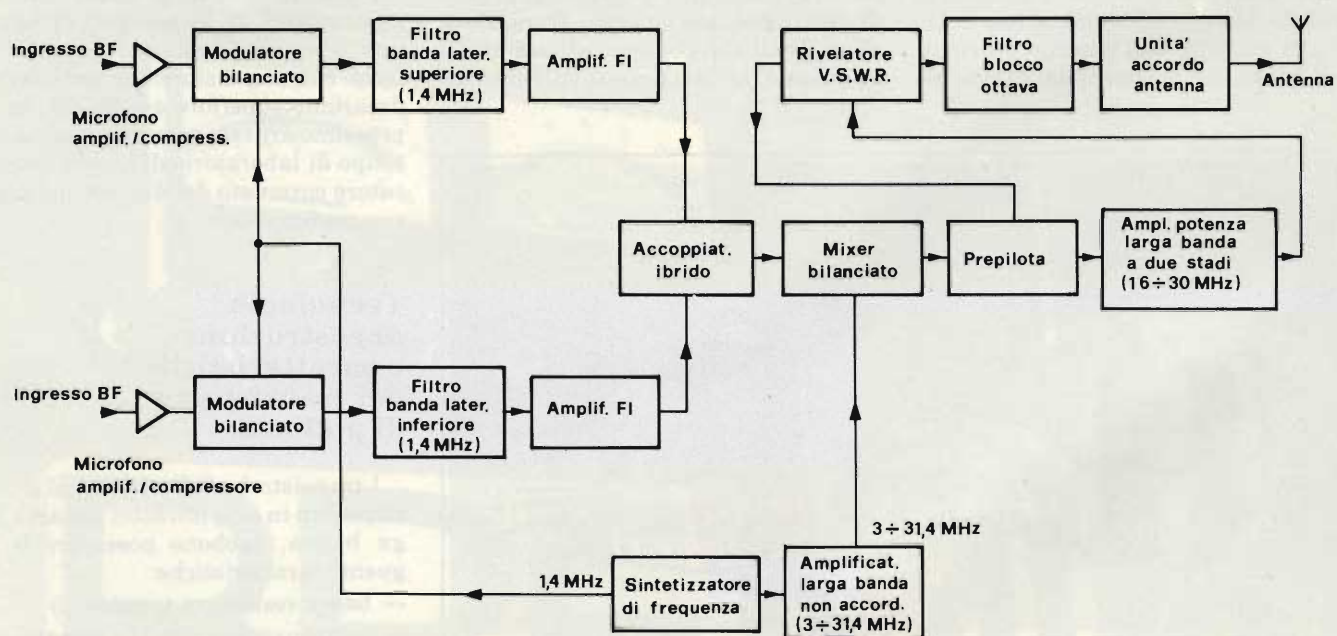 Ingresso BF
Modulatore
bilanciato
Filtro
banda later.
superiore
(1,4 MHz)
Amplif. FI
Rivelatore
V.S.W.R.
Filtro
blocco
ottava
Unita'
accordo
antenna
Antenna
Microfono
amplif. / compress.
Accoppiat.
ibrido
Mixer
bilanciato
Prepilota
Ampl. potenza
larga banda
a due stadi
(16÷30 MHz)
Ingresso BF
Modulatore
bilanciato
Filtro
banda later.
inferiore
(1,4 MHz)
Amplif. FI
Microfono
amplif. / compressore
3÷31,4 MHz
1,4 MHz
Sintetizzatore
di frequenza
Amplificat.
larga banda
non accord.
(3÷31,4 MHz)